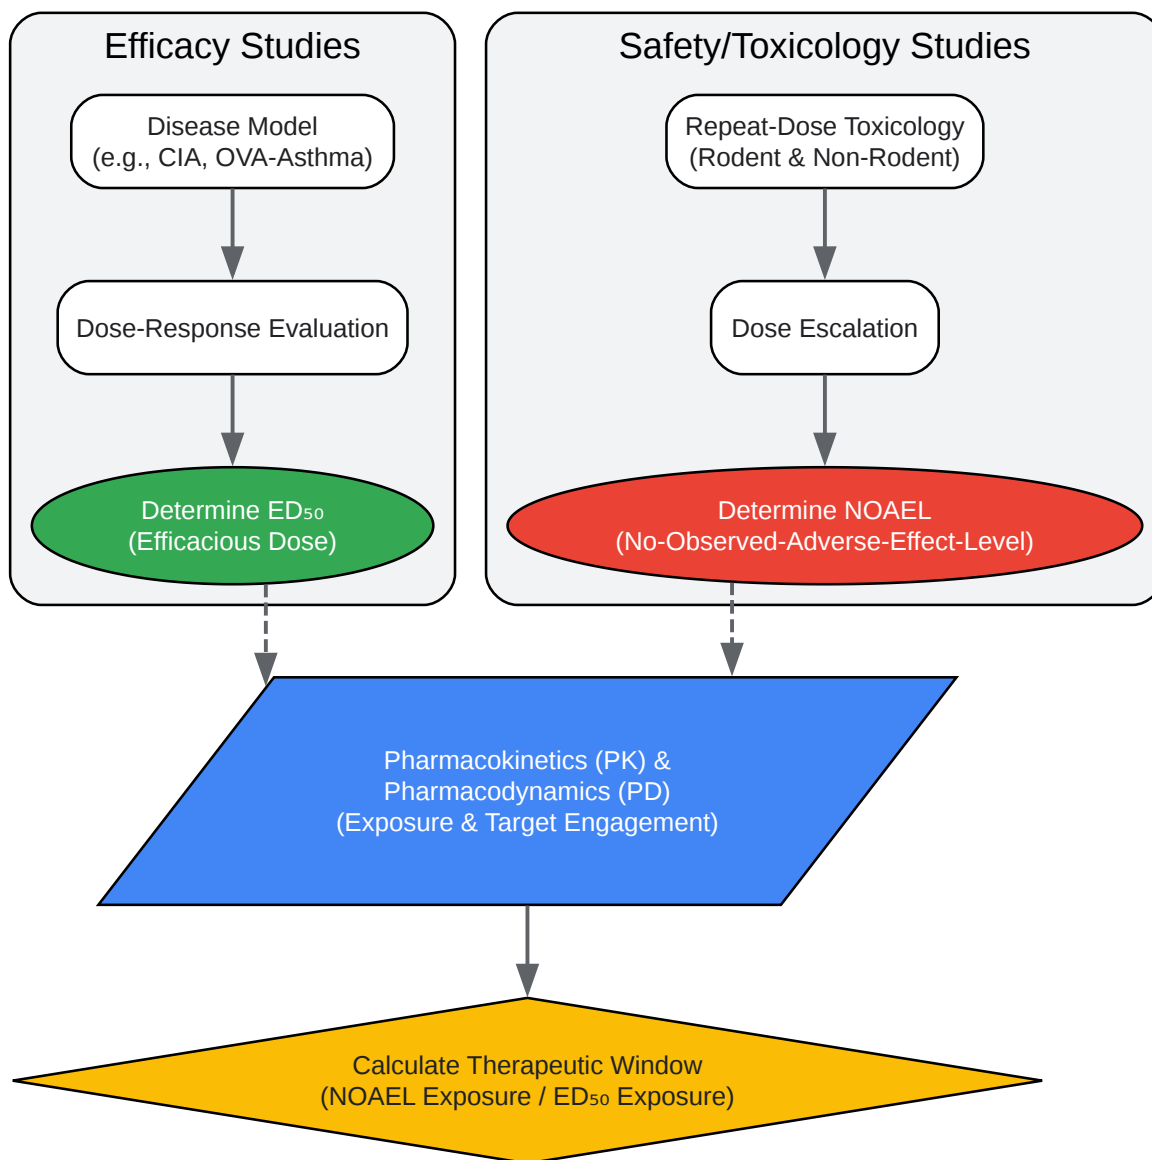 Efficacy Studies
Disease Model
(e.g., CIA, OVA-Asthma)
Dose-Response Evaluation
Determine ED₅₀
(Efficacious Dose)
Safety/Toxicology Studies
Repeat-Dose Toxicology
(Rodent & Non-Rodent)
Dose Escalation
Determine NOAEL
(No-Observed-Adverse-Effect-Level)
Pharmacokinetics (PK) &
Pharmacodynamics (PD)
(Exposure & Target Engagement)
Calculate Therapeutic Window
(NOAEL Exposure / ED₅₀ Exposure)